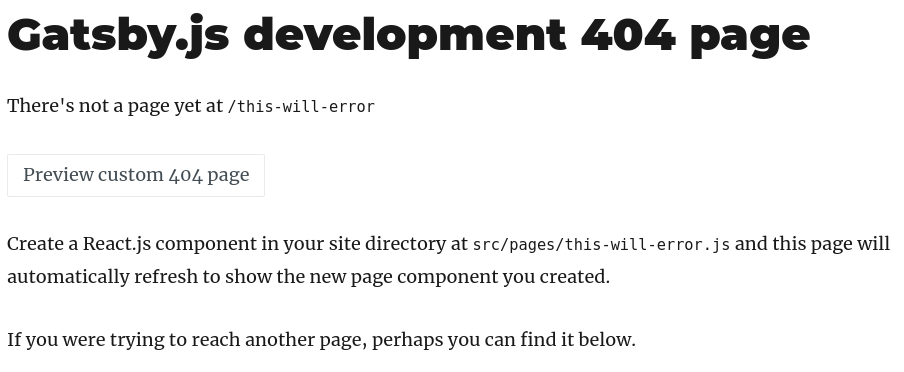 Gatsby.js development 404 page
There's not a page yet at /this-will-error
Preview custom 404 page
Create a React.js component in your site directory at src/pages/this-will-error.js and this page will
automatically refresh to show the new page component you created.
If you were trying to reach another page, perhaps you can find it below.